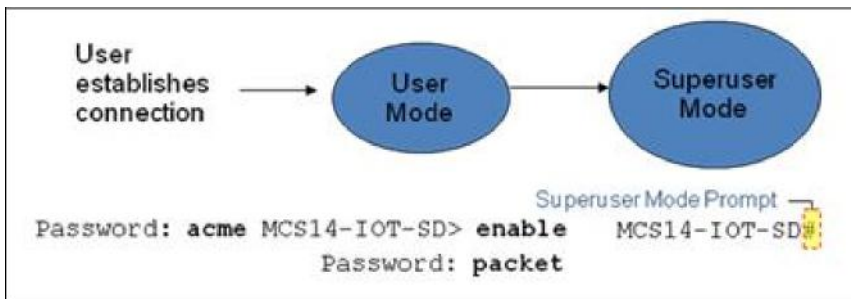 User
establishes
connection
User
Mode
Superuser
Mode
Superuser Mode Prompt
Password: acme MCS14-IOT-SD> enable MCS14-IOT-SD#
Password: packet